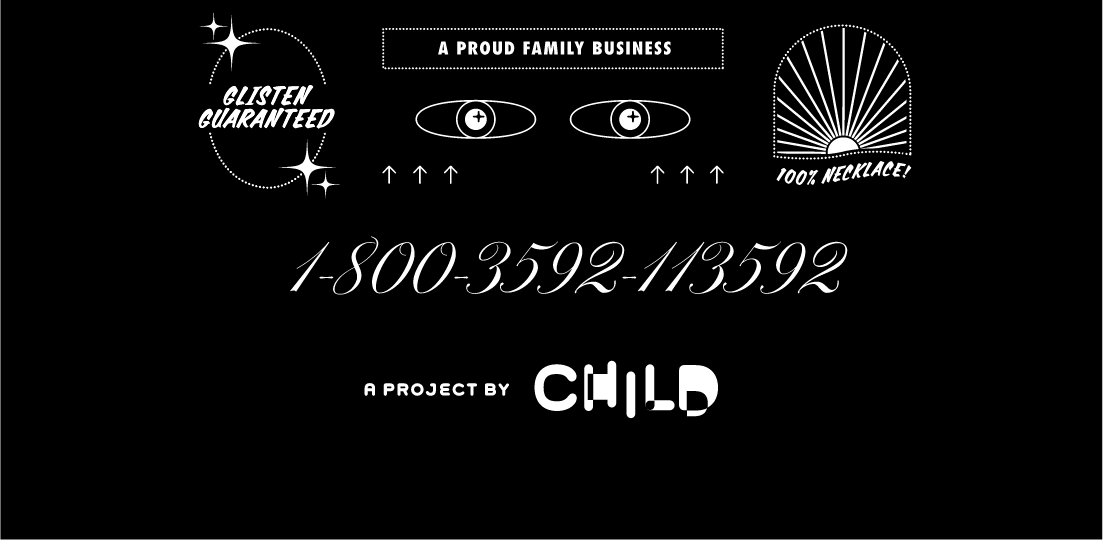 GLISTEN
GUARANTEED
A PROUD FAMILY BUSINESS
100% NECKLACE!
1-800-3592-113592
A PROJECT BY CHILD